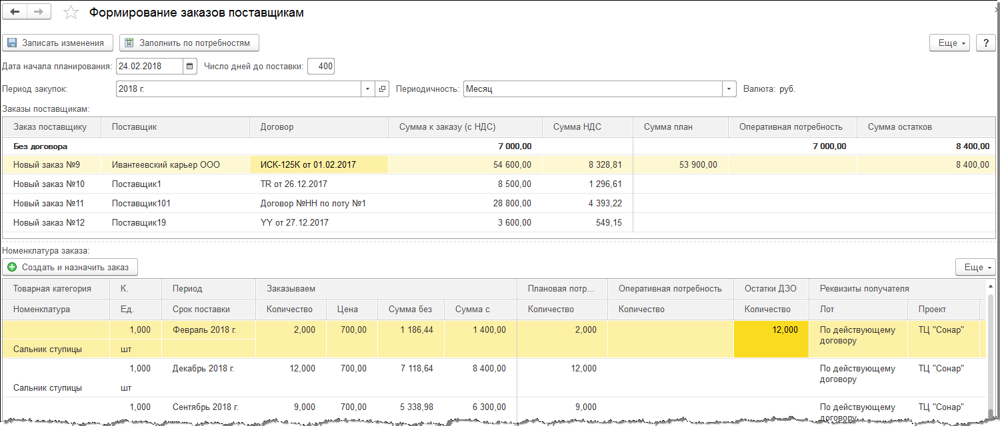 Формирование заказов поставщикам
Записать изменения Заполнить по потребностям Еще ?
Дата начала планирования: 24.02.2018 Число дней до поставки: 400
Период закупок: 2018 г. Периодичность: Месяц Валюта: руб.
Заказы поставщикам:
Заказ поставщику Поставщик Договор Сумма к заказу (с НДС) Сумма НДС Сумма план Оперативная потребность Сумма остатков
Без договора 7 000,00 7 000,00 8 400,00
Новый заказ №9 Ивантеевский карьер ООО ИСК-125К от 01.02.2017 54 600,00 8 328,81 53 900,00 8 400,00
Новый заказ №10 Поставщик1 TR от 26.12.2017 8 500,00 1 296,61
Новый заказ №11 Поставщик101 Договор №НН по лоту №1 28 800,00 4 393,22
Новый заказ №12 Поставщик19 YY от 27.12.2017 3 600,00 549,15
Номенклатура заказа:
Создать и назначить заказ Еще
Товарная категория К. Период Заказываем Плановая потр... Оперативная потребность Остатки ДЗО Реквизиты получателя
Номенклатура Ед. Срок поставки Количество Цена Сумма без Сумма с Количество Количество Количество Лот Проект
1,000 Февраль 2018 г. 2,000 700,00 1 186,44 1 400,00 2,000 12,000 По действующему ТЦ "Сонар"
договору
Сальник ступицы шт
1,000 Декабрь 2018 г. 12,000 700,00 7 118,64 8 400,00 12,000 По действующему ТЦ "Сонар"
договору
Сальник ступицы шт
1,000 Сентябрь 2018 г. 9,000 700,00 5 338,98 6 300,00 9,000 По действующему ТЦ "Сонар"
договору